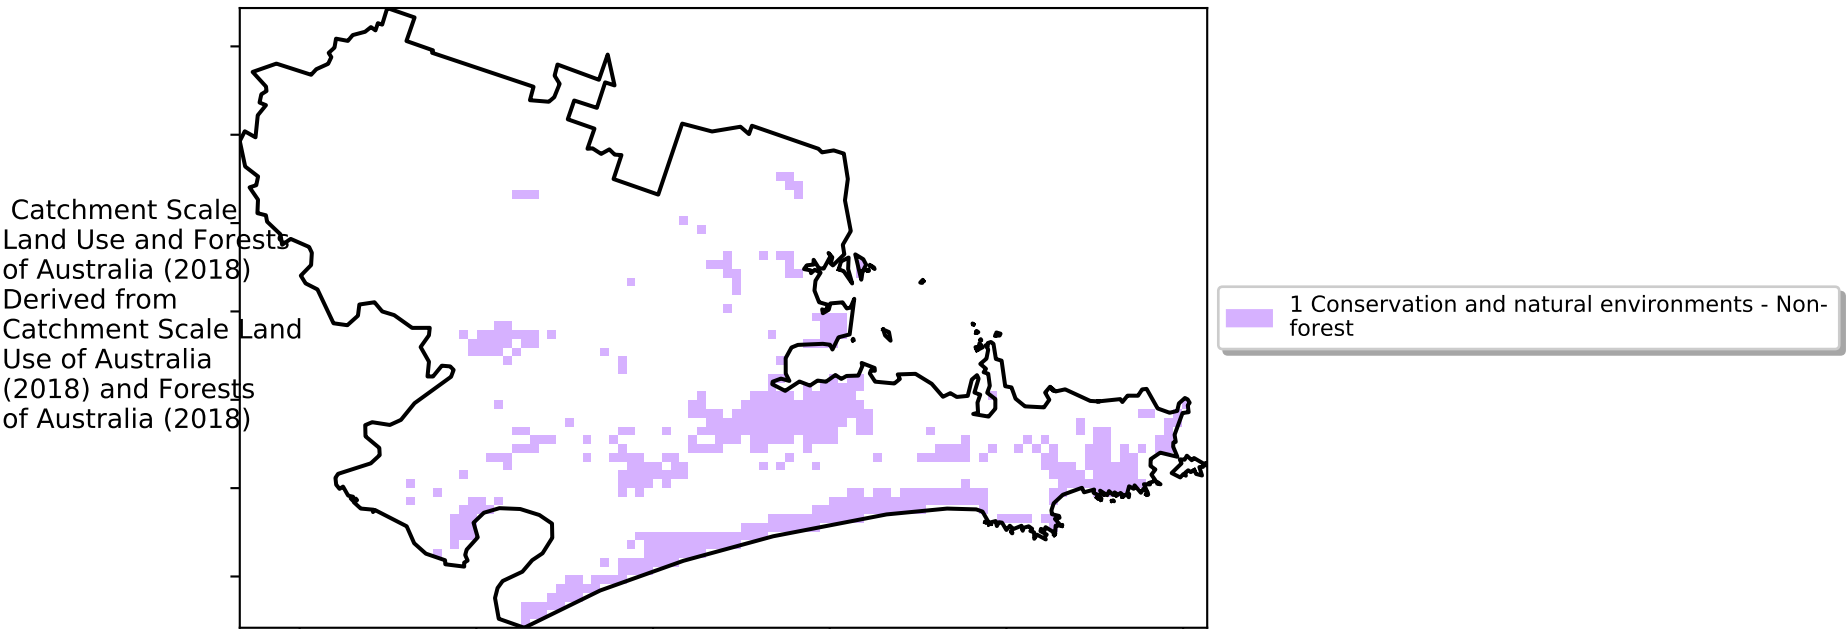 Catchment Scale
Land Use and Forests
of Australia (2018)
Derived from
Catchment Scale Land
Use of Australia
(2018) and Forests
of Australia (2018)
1 Conservation and natural environments - Non-
forest